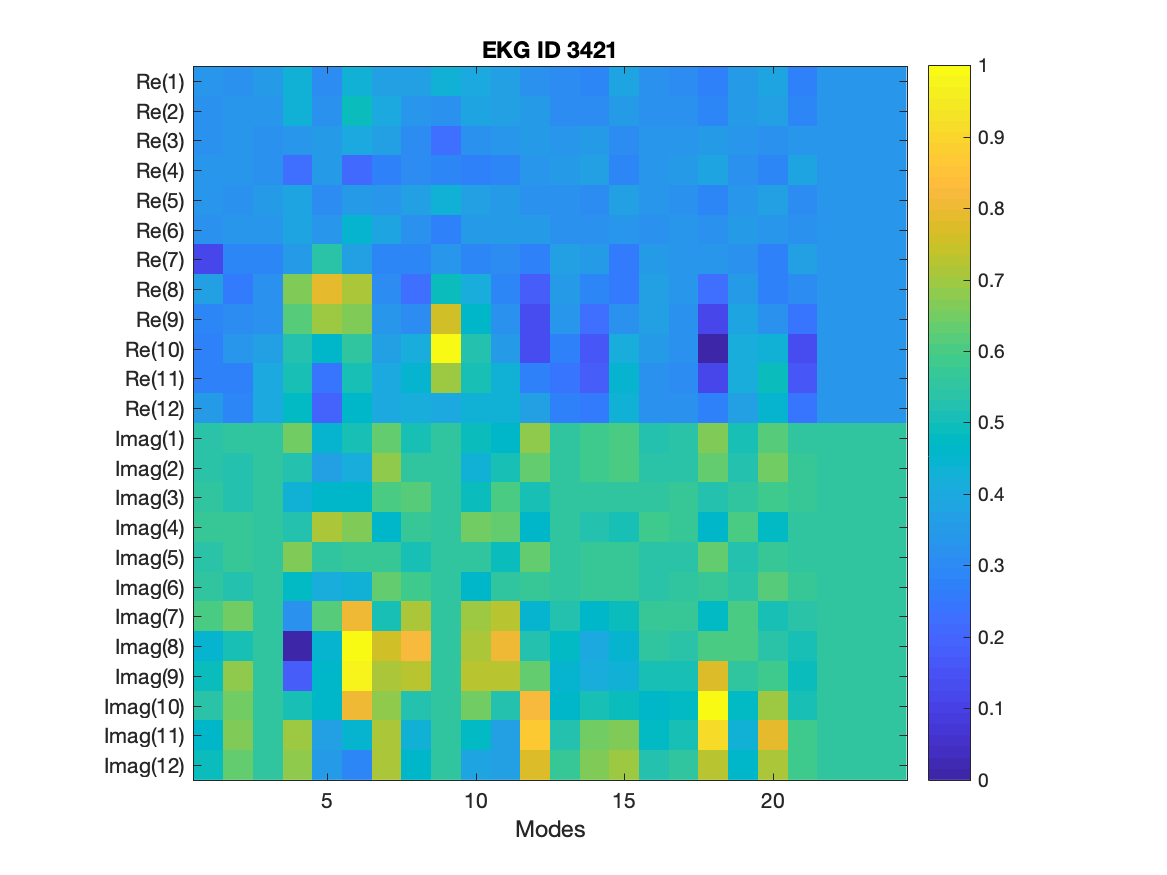 EKG ID 3421
Re(1)
Re(2)
Re(3)
Re(4)
Re(5)
Re(6)
Re(7)
Re(8)
Re(9)
Re(10)
Re(11)
Re(12)
Imag(1)
Imag(2)
Imag(3)
Imag(4)
Imag(5)
Imag(6)
Imag(7)
Imag(8)
Imag(9)
Imag(10)
Imag(11)
Imag(12)
5 10 15 20
Modes
1
0.9
0.8
0.7
0.6
0.5
0.4
0.3
0.2
0.1
0